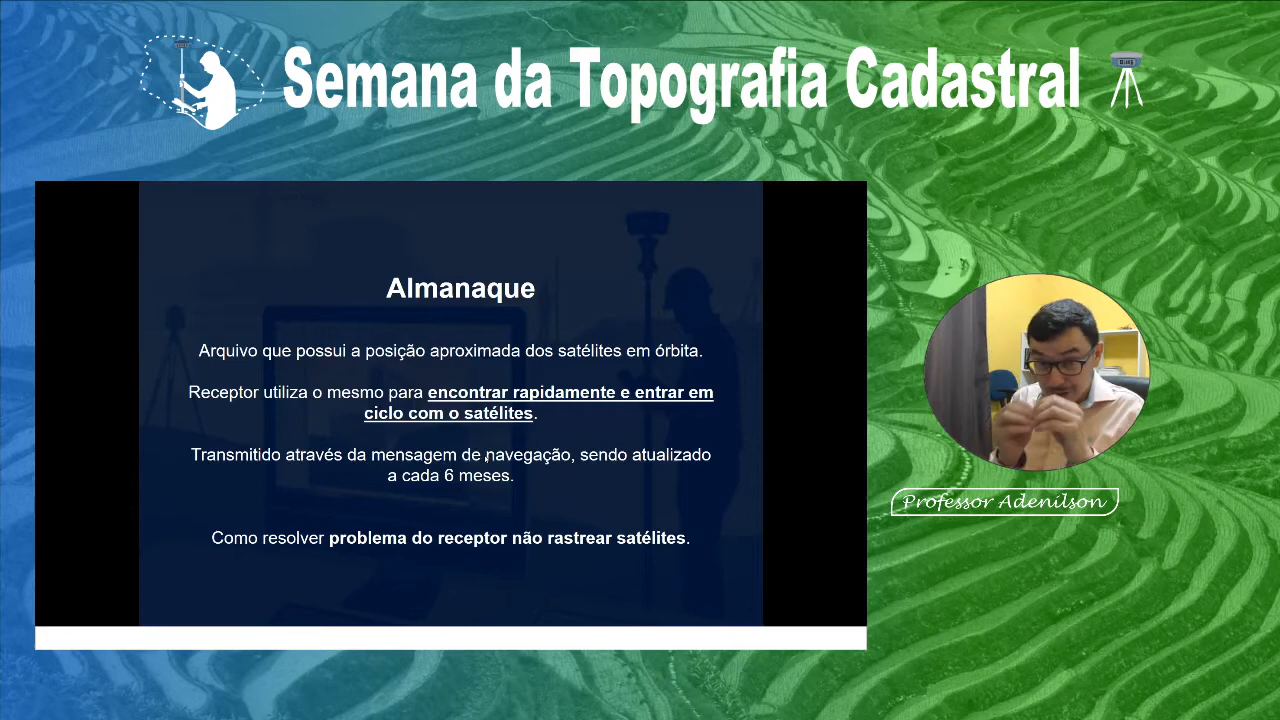 Semana da Topografia Cadastral
Almanaque
Arquivo que possui a posição aproximada dos satélites em órbita.
Receptor utiliza o mesmo para encontrar rapidamente e entrar em
ciclo com o satélites.
Transmitido através da mensagem de navegação, sendo atualizado
a cada 6 meses.
Como resolver problema do receptor não rastrear satélites.
Professor Adenilson